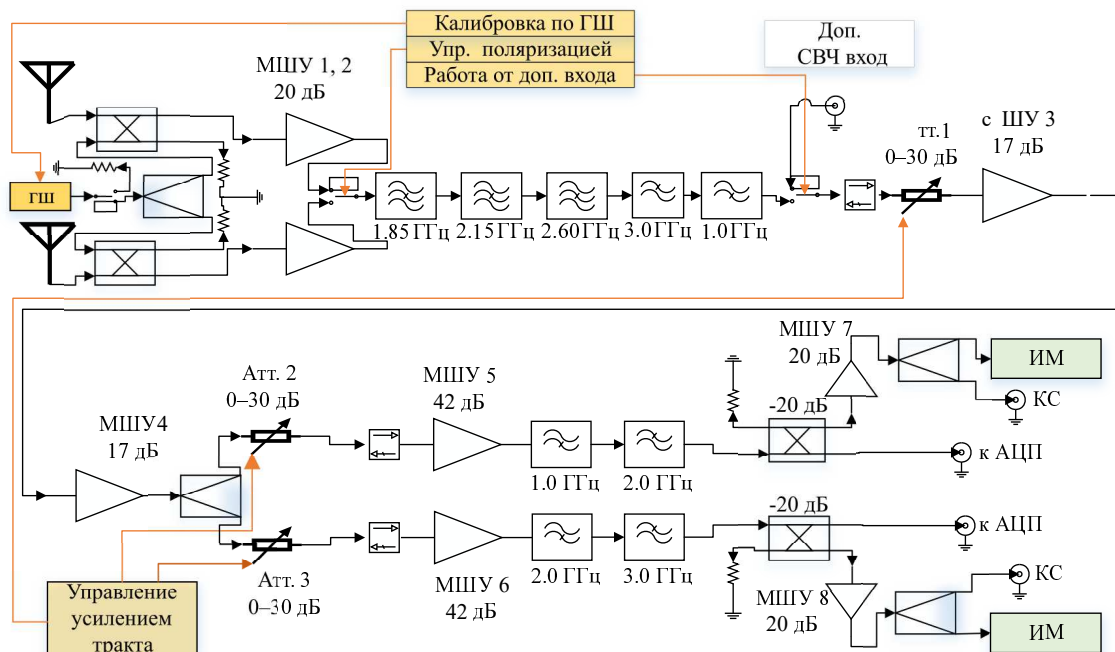 Калибровка по ГШ
Упр. поляризацией
Работа от доп. входа
Доп.
СВЧ вход
МШУ 1, 2
20 дБ
тт.1
0–30 дБ
с ШУ 3
17 дБ
ГШ
1.85 ГГц
2.15 ГГц
2.60 ГГц
3.0 ГГц
1.0 ГГц
МШУ 7
20 дБ
ИМ
КС
Атт. 2
0–30 дБ
МШУ 5
42 дБ
-20 дБ
МШУ4
17 дБ
к АЦП
1.0 ГГц
2.0 ГГц
-20 дБ
к АЦП
2.0 ГГц
3.0 ГГц
Атт. 3
0–30 дБ
МШУ 6
42 дБ
МШУ 8
20 дБ
КС
ИМ
Управление
усилением
тракта